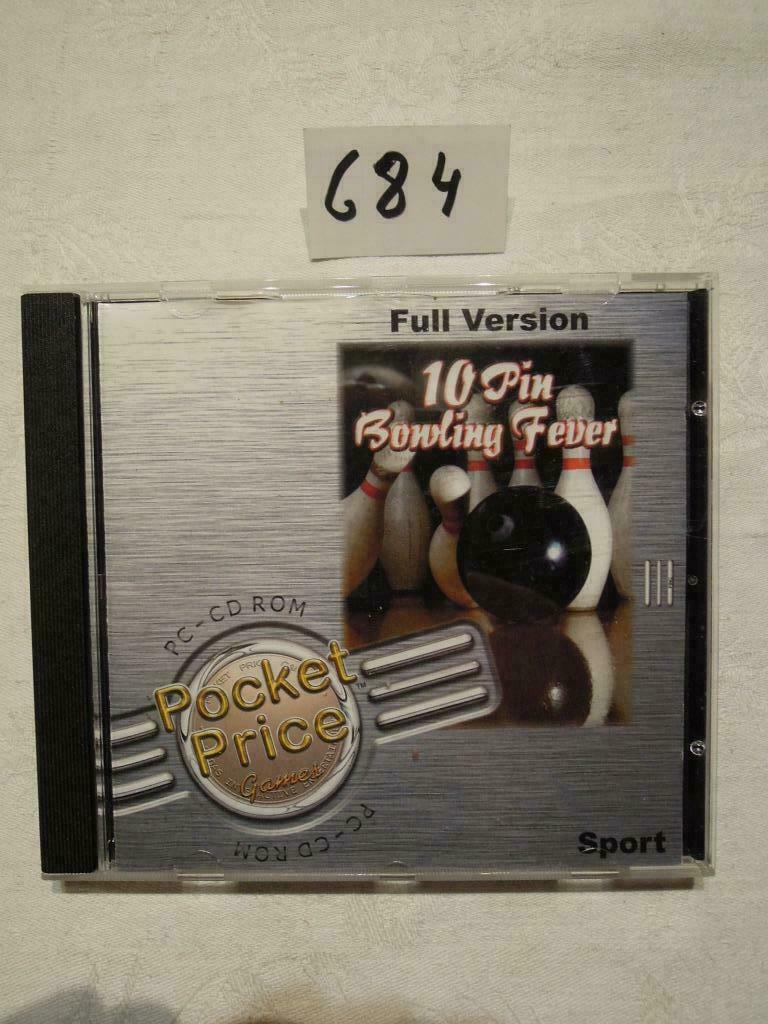 684
Full Version
10 Pin
Bowling Fever
PC-CD ROM
Pocket
Price
Games
PC-CD ROM
Sport